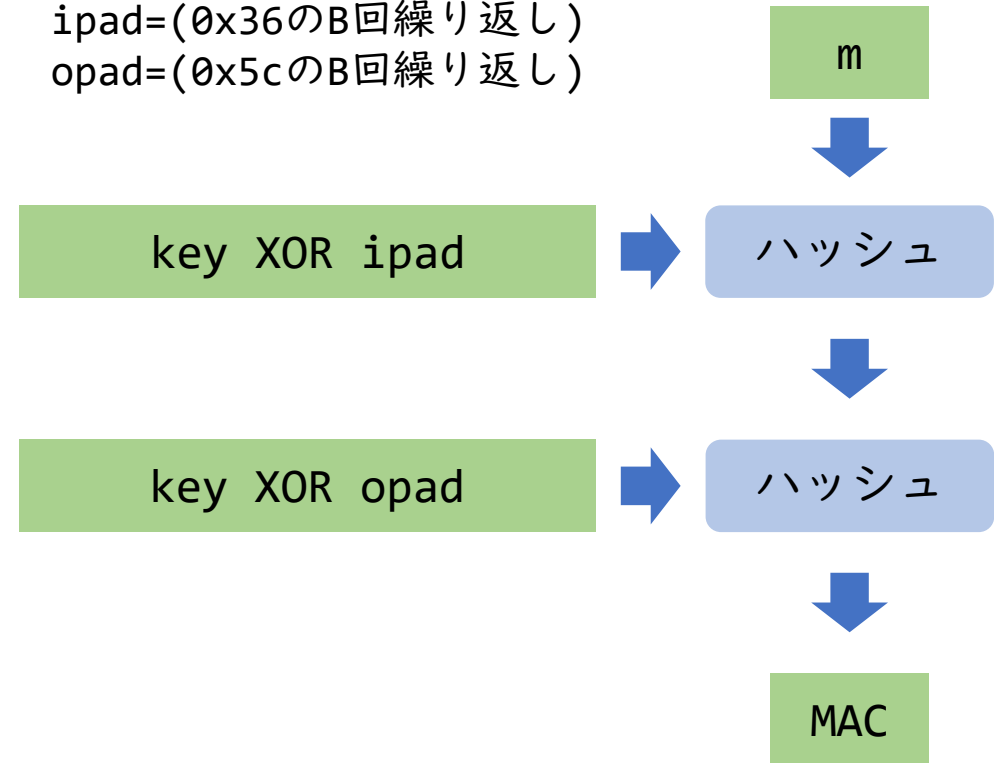 ipad=(0x36のB回繰り返し)
opad=(0x5cのB回繰り返し)
m
key XOR ipad
ハッシュ
key XOR opad
ハッシュ
MAC